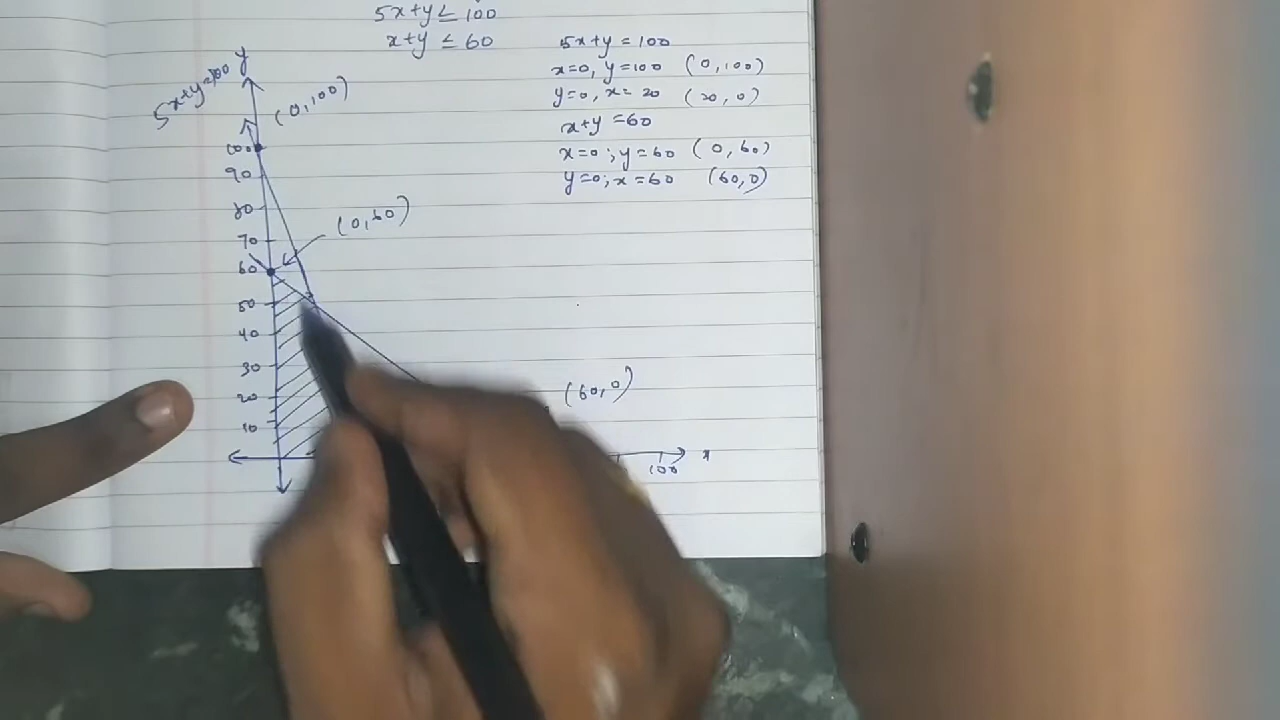 5x+y ≤ 100
x+y ≤ 60
5x+y = 100
x=0, y=100 (0,100)
y=0, x= 20 (20, 0)
x+y =60
x=0 ; y=60 (0, 60)
y=0; x=60 (60,0)
y
5x+y=100
(0,100)
100
90
80
70
60
50
40
30
20
10
(0,60)
(60,0)
100
x